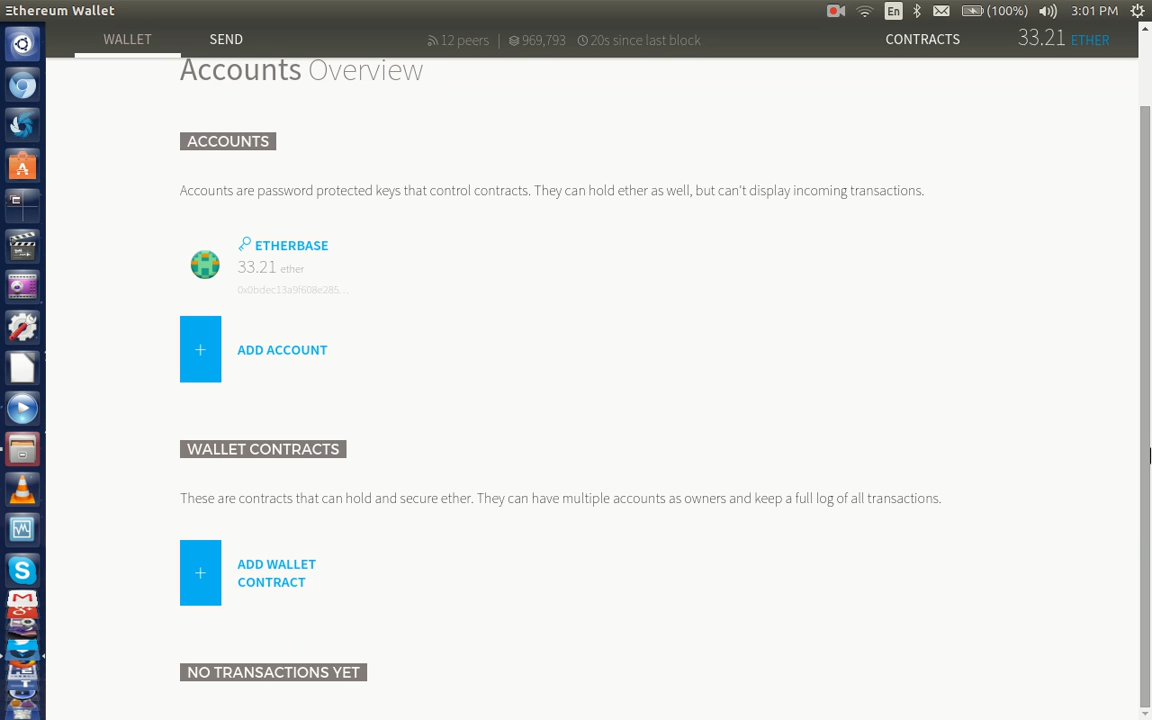 Ξthereum Wallet
En
(100%)
3:01 PM
WALLET
SEND
12 peers | 969,793 20s since last block
CONTRACTS
33.21 ETHER
Accounts Overview
ACCOUNTS
Accounts are password protected keys that control contracts. They can hold ether as well, but can't display incoming transactions.
ETHERBASE
33.21 ether
0x0bdec13a9f608e285...
+
ADD ACCOUNT
WALLET CONTRACTS
These are contracts that can hold and secure ether. They can have multiple accounts as owners and keep a full log of all transactions.
+
ADD WALLET
CONTRACT
NO TRANSACTIONS YET